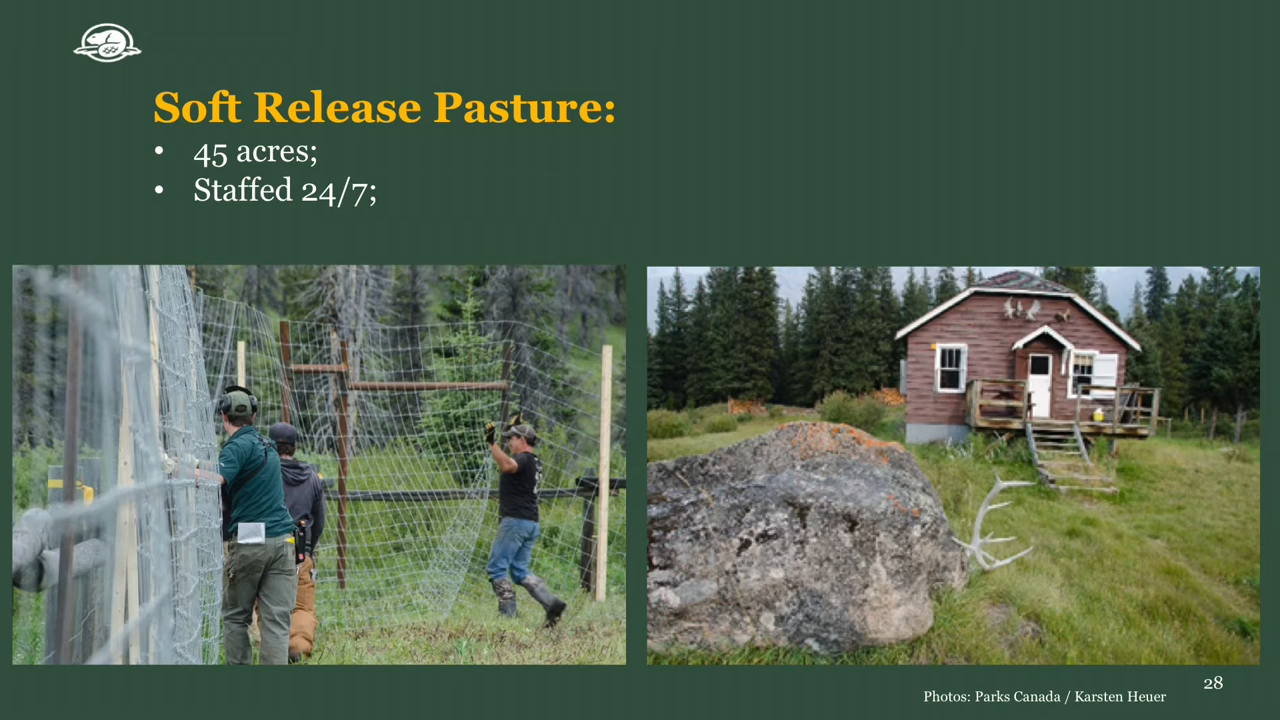 Soft Release Pasture:
• 45 acres;
• Staffed 24/7;
28
Photos: Parks Canada / Karsten Heuer